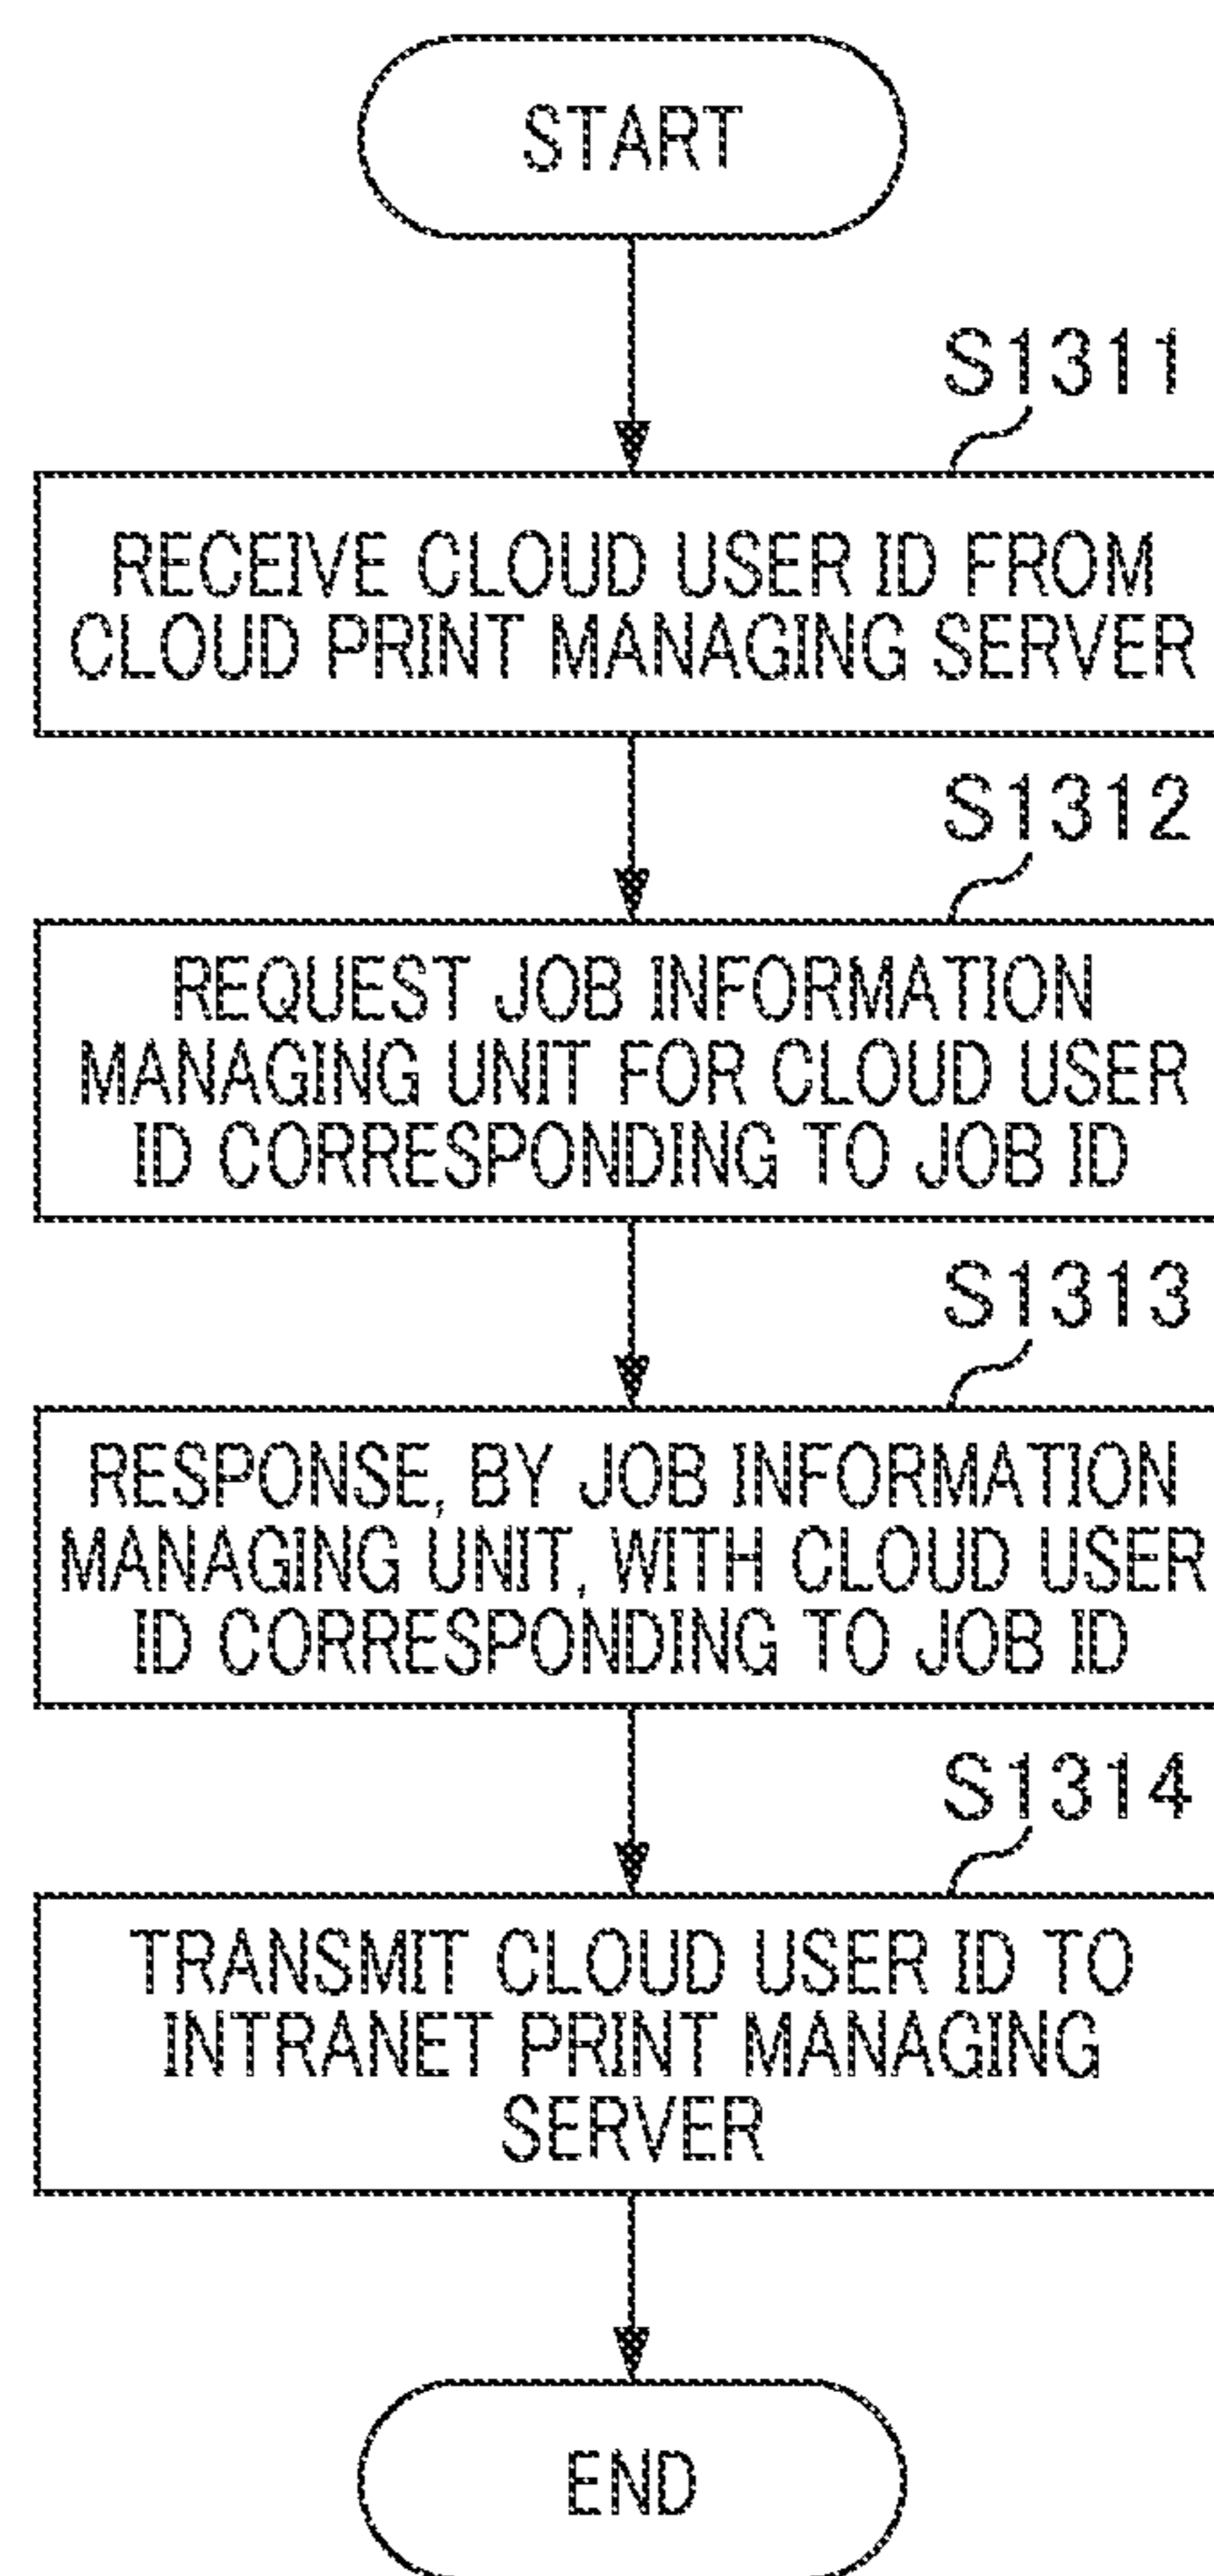 START
S1311
RECEIVE CLOUD USER ID FROM
CLOUD PRINT MANAGING SERVER
S1312
REQUEST JOB INFORMATION
MANAGING UNIT FOR CLOUD USER
ID CORRESPONDING TO JOB ID
S1313
RESPONSE, BY JOB INFORMATION
MANAGING UNIT, WITH CLOUD USER
ID CORRESPONDING TO JOB ID
S1314
TRANSMIT CLOUD USER ID TO
INTRANET PRINT MANAGING
SERVER
END